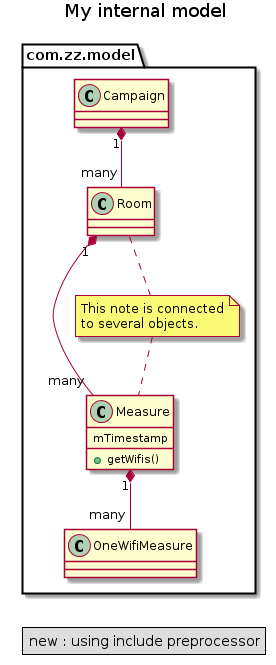 My internal model
com.zz.model
C Campaign
1
many
C Room
1
This note is connected
to several objects.
many
C Measure
mTimestamp
getWifis()
1
many
C OneWifiMeasure
new : using include preprocessor